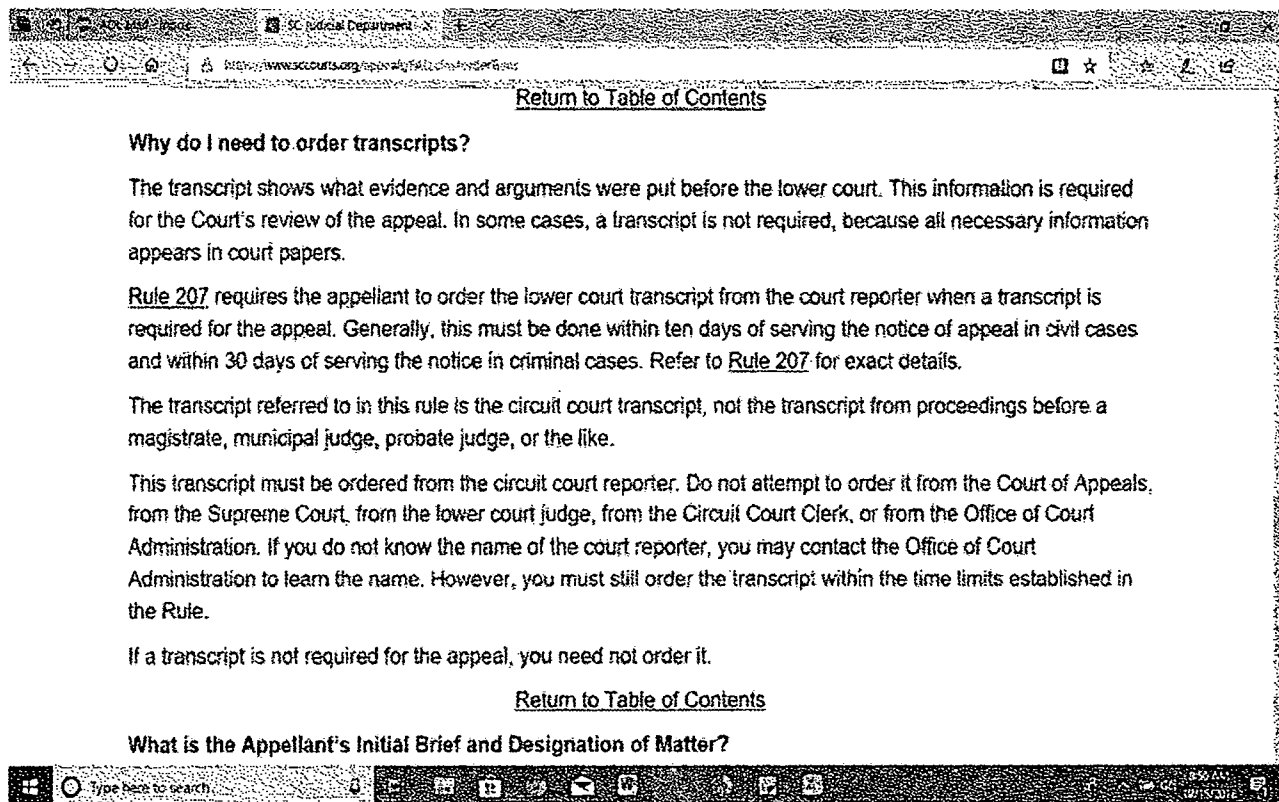 SC Judicial Department
Return to Table of Contents
Why do I need to order transcripts?
The transcript shows what evidence and arguments were put before the lower court. This information is required
for the Court's review of the appeal. In some cases, a transcript is not required, because all necessary information
appears in court papers.
Rule 207 requires the appellant to order the lower court transcript from the court reporter when a transcript is
required for the appeal. Generally, this must be done within ten days of serving the notice of appeal in civil cases
and within 30 days of serving the notice in criminal cases. Refer to Rule 207 for exact details.
The transcript referred to in this rule is the circuit court transcript, not the transcript from proceedings before a
magistrate, municipal judge, probate judge, or the like.
This transcript must be ordered from the circuit court reporter. Do not attempt to order it from the Court of Appeals,
from the Supreme Court, from the lower court judge, from the Circuit Court Clerk, or from the Office of Court
Administration. If you do not know the name of the court reporter, you may contact the Office of Court
Administration to learn the name. However, you must still order the transcript within the time limits established in
the Rule.
If a transcript is not required for the appeal, you need not order it.
Return to Table of Contents
What is the Appellant's Initial Brief and Designation of Matter?
Type here to search